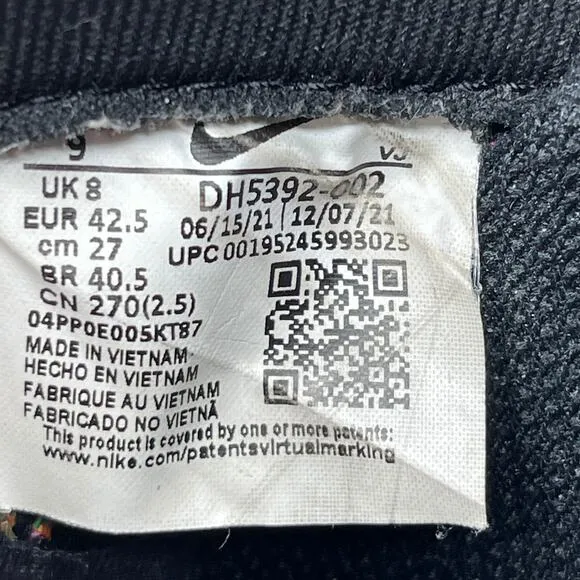 9 VJ
UK 8 DH5392-002
EUR 42.5 06/15/21 12/07/21
cm 27 UPC 00195245993023
BR 40.5
CN 270(2.5)
04PP0E005KT87
MADE IN VIETNAM
HECHO EN VIETNAM
FABRIQUE AU VIETNAM
FABRICADO NO VIETNÃ
This product is covered by one or more patents:
www.nike.com/patentsvirtualmarking